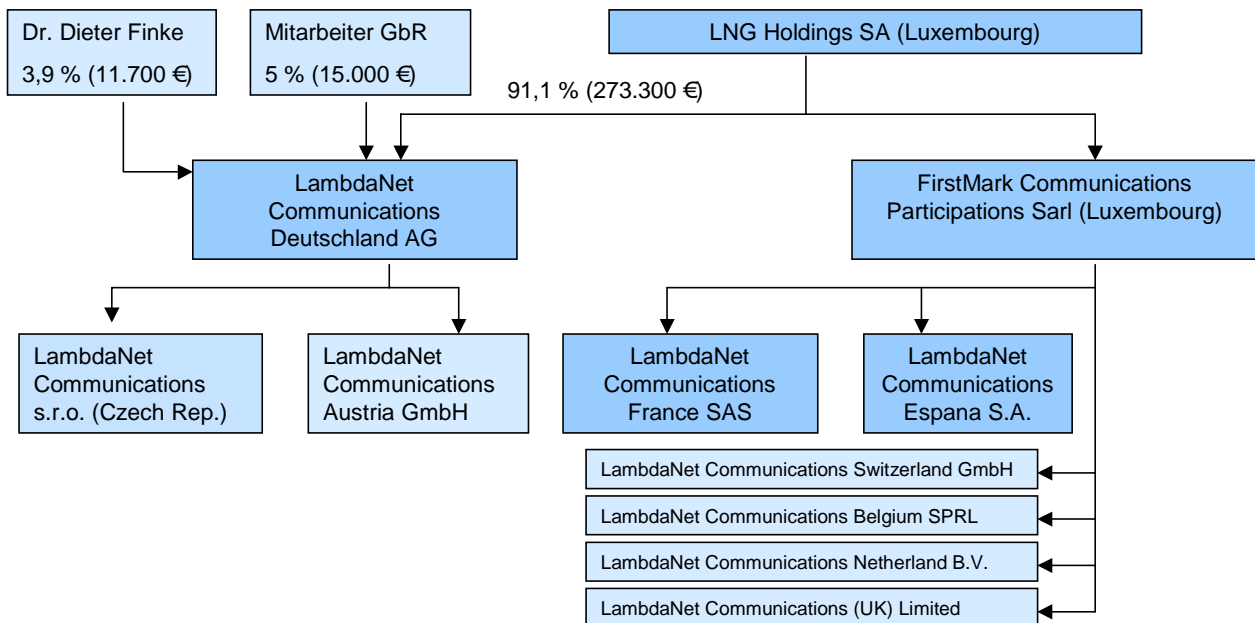 Dr. Dieter Finke
3,9 % (11.700 €)
Mitarbeiter GbR
5 % (15.000 €)
LNG Holdings SA (Luxembourg)
91,1 % (273.300 €)
LambdaNet
Communications
Deutschland AG
FirstMark Communications
Participations Sarl (Luxembourg)
LambdaNet
Communications
s.r.o. (Czech Rep.)
LambdaNet
Communications
Austria GmbH
LambdaNet
Communications
France SAS
LambdaNet
Communications
Espana S.A.
LambdaNet Communications Switzerland GmbH
LambdaNet Communications Belgium SPRL
LambdaNet Communications Netherland B.V.
LambdaNet Communications (UK) Limited